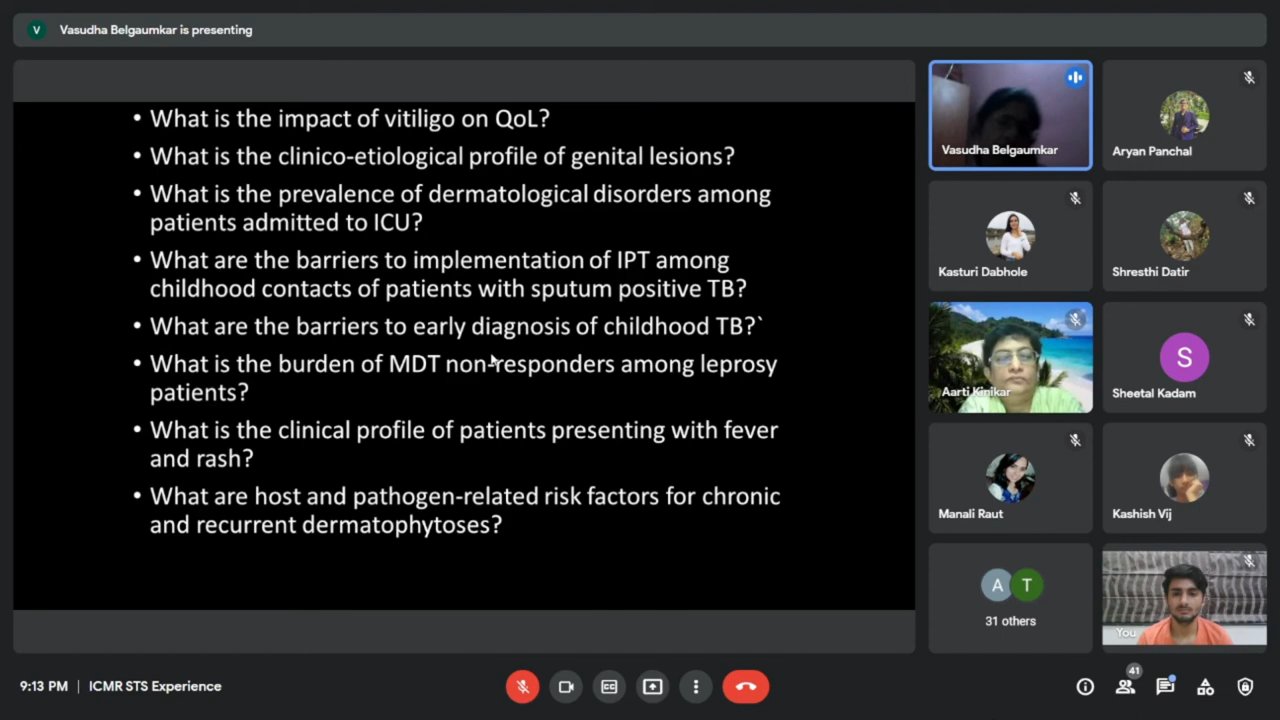 V Vasudha Belgaumkar is presenting
• What is the impact of vitiligo on QoL?
• What is the clinico-etiological profile of genital lesions?
• What is the prevalence of dermatological disorders among
patients admitted to ICU?
• What are the barriers to implementation of IPT among
childhood contacts of patients with sputum positive TB?
• What are the barriers to early diagnosis of childhood TB?`
• What is the burden of MDT non-responders among leprosy
patients?
• What is the clinical profile of patients presenting with fever
and rash?
• What are host and pathogen-related risk factors for chronic
and recurrent dermatophytoses?
Vasudha Belgaumkar
Aryan Panchal
Kasturi Dabhole
Shresthi Datir
Aarti Kinikar
S
Sheetal Kadam
Manali Raut
Kashish Vij
A T
31 others
You
9:13 PM | ICMR STS Experience
CC
41